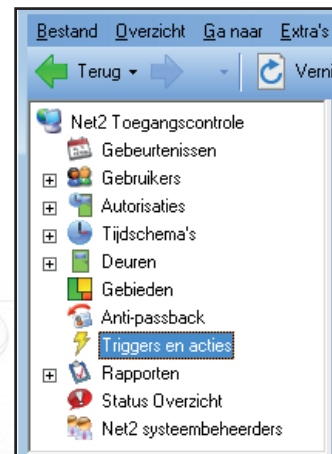 Bestand Overzicht Ga naar Extra's
Terug Verni
Net2 Toegangscontrole
Gebeurtenissen
Gebruikers
Autorisaties
Tijdschema's
Deuren
Gebieden
Anti-passback
Triggers en acties
Rapporten
Status Overzicht
Net2 systeembeheerders